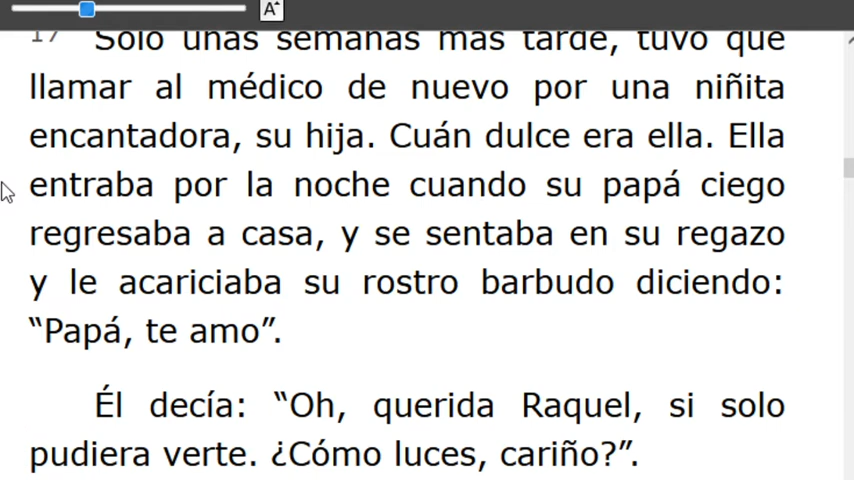 A
17 Solo unas semanas más tarde, tuvo que
llamar al médico de nuevo por una niñita
encantadora, su hija. Cuán dulce era ella. Ella
entraba por la noche cuando su papá ciego
regresaba a casa, y se sentaba en su regazo
y le acariciaba su rostro barbudo diciendo:
“Papá, te amo”.
Él decía: “Oh, querida Raquel, si solo
pudiera verte. ¿Cómo luces, cariño?”.